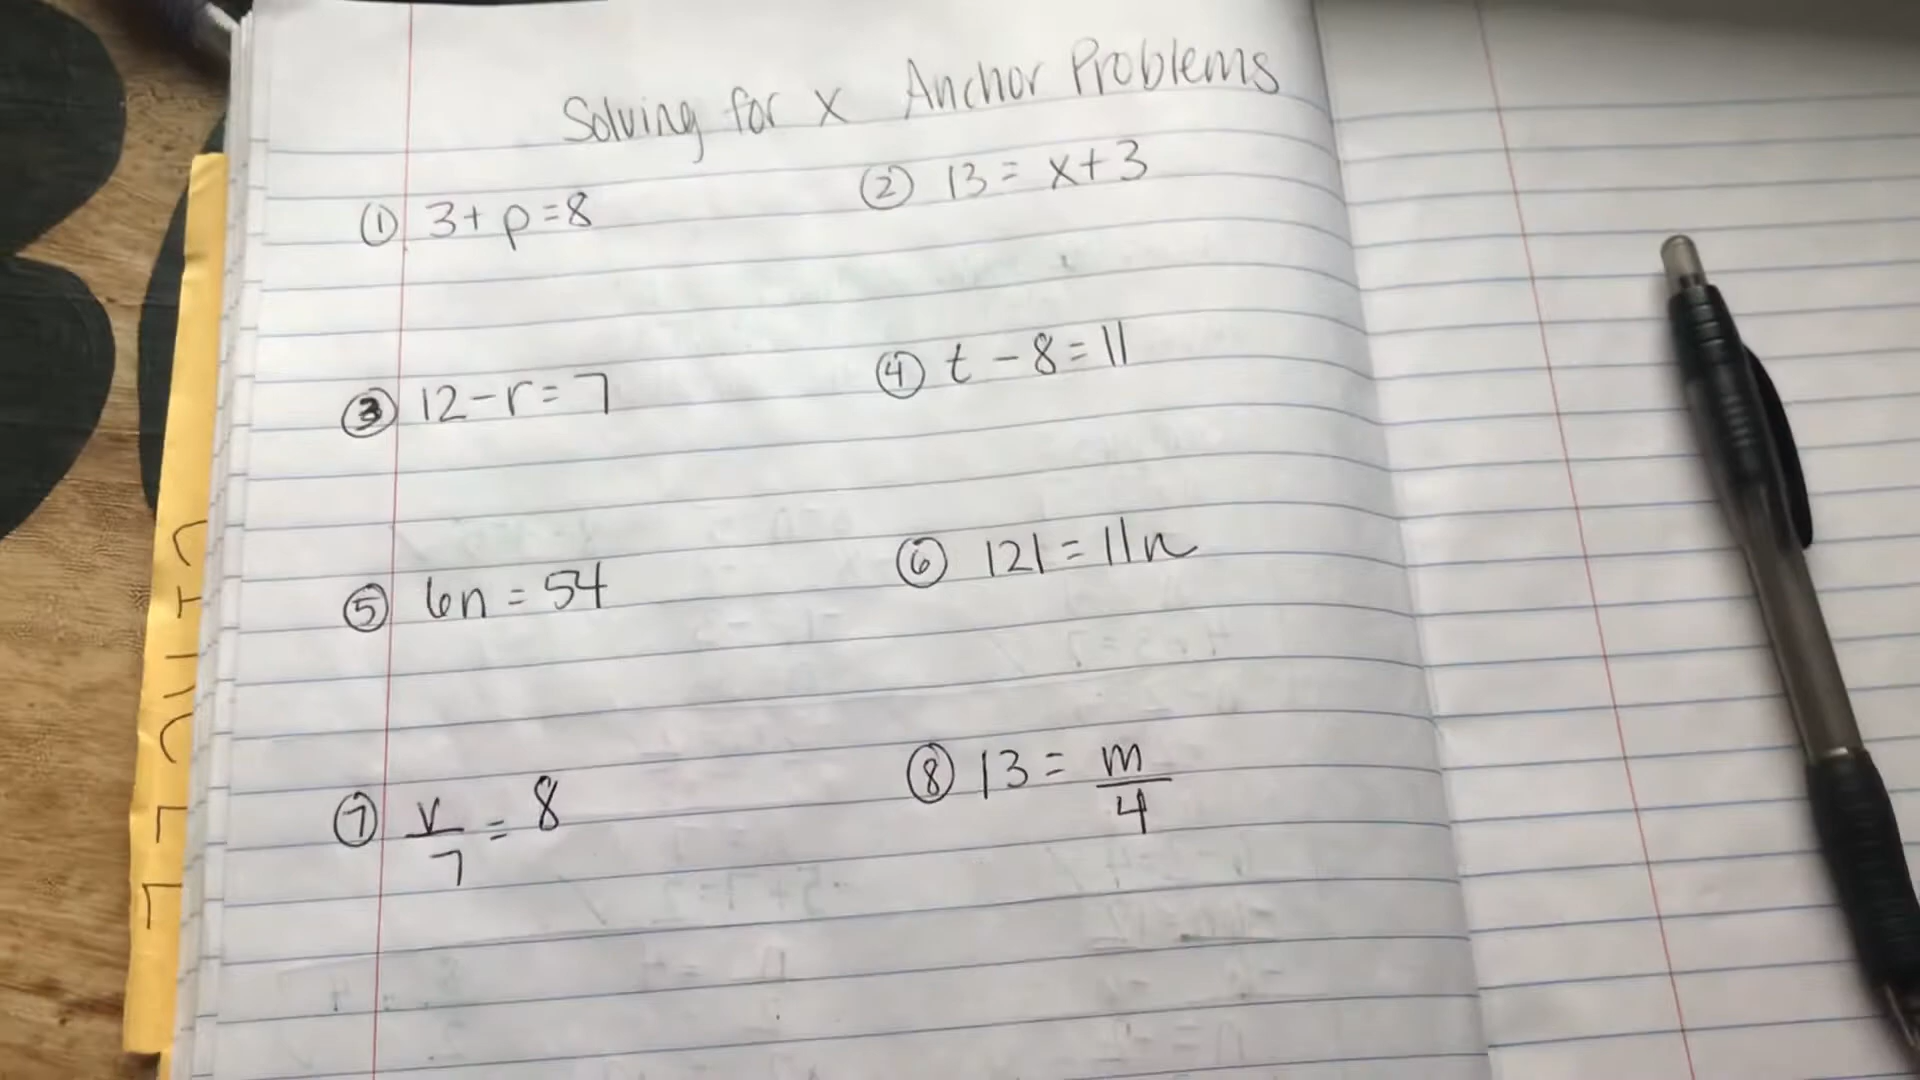 Solving for x Anchor Problems
① 3 + p = 8
② 13 = x + 3
③ 12 - r = 7
④ t - 8 = 11
⑤ 6n = 54
⑥ 121 = 11n
⑦ v/7 = 8
⑧ 13 = m/4